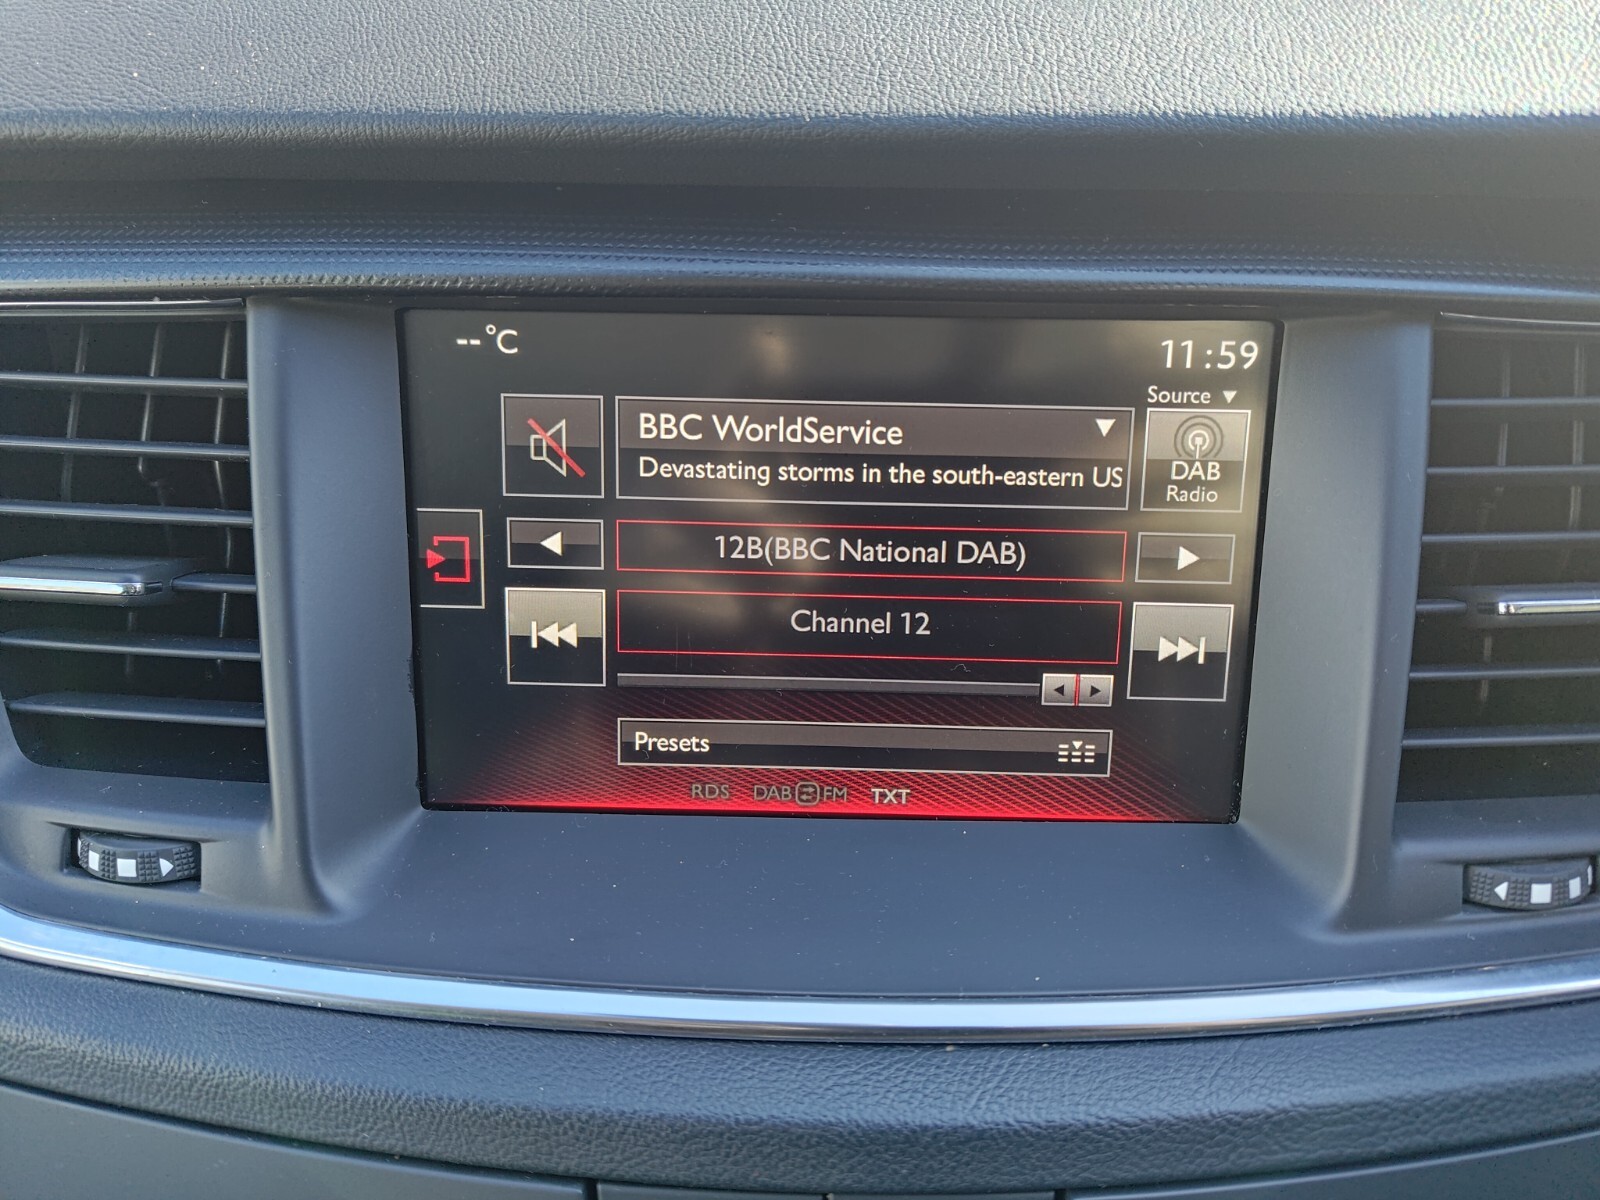 --°C
11:59
Source
BBC WorldService
Devastating storms in the south-eastern US
DAB
Radio
12B(BBC National DAB)
Channel 12
Presets
RDS DAB FM TXT